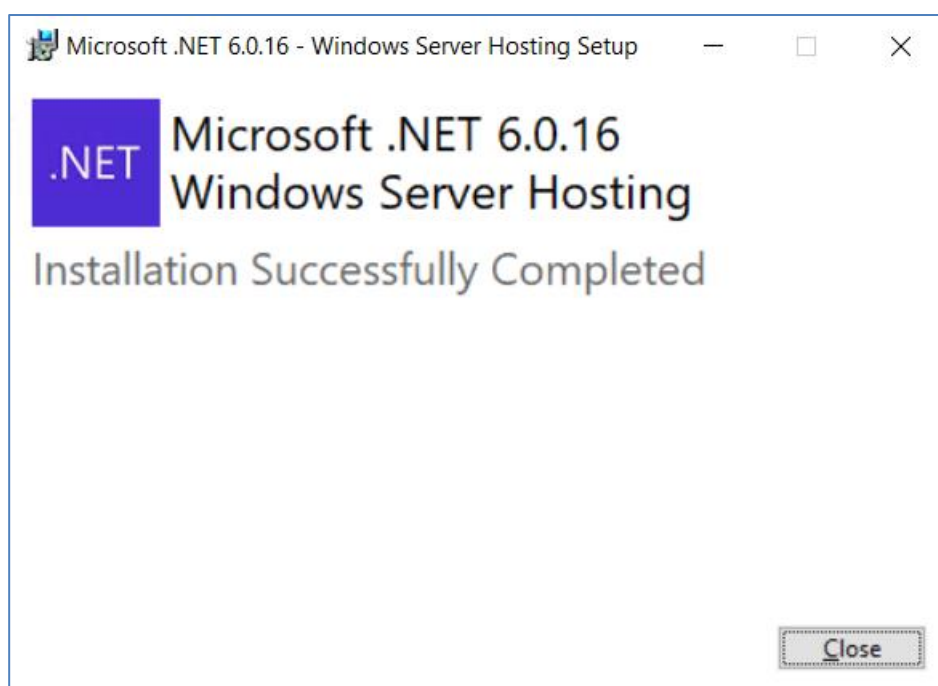 Microsoft .NET 6.0.16 - Windows Server Hosting Setup
.NET
Microsoft .NET 6.0.16
Windows Server Hosting
Installation Successfully Completed
Close